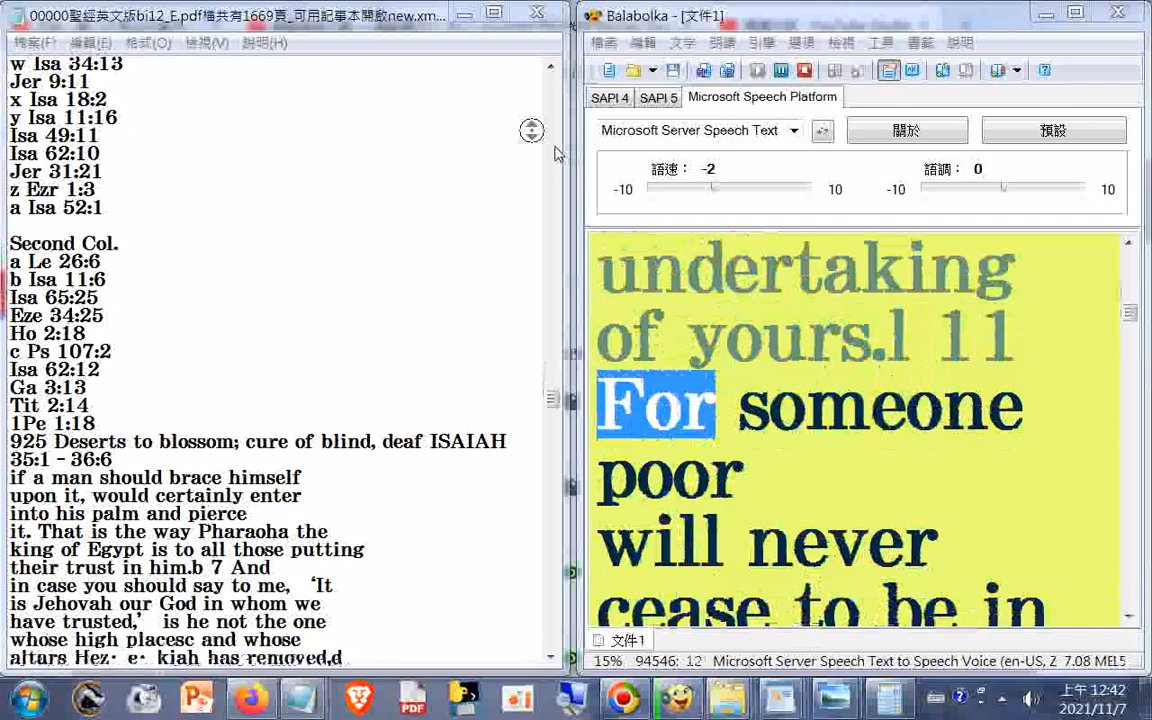 00000聖經英文版bi12_E.pdf檔共有1669頁_可用記事本開啟new.xm...
檔案(F) 編輯(E) 格式(O) 檢視(V) 說明(H)
w Isa 34:13
Jer 9:11
x Isa 18:2
y Isa 11:16
Isa 49:11
Isa 62:10
Jer 31:21
z Ezr 1:3
a Isa 52:1
Second Col.
a Le 26:6
b Isa 11:6
Isa 65:25
Eze 34:25
Ho 2:18
c Ps 107:2
Isa 62:12
Ga 3:13
Tit 2:14
1Pe 1:18
925 Deserts to blossom; cure of blind, deaf ISAIAH
35:1 – 36:6
if a man should brace himself
upon it, would certainly enter
into his palm and pierce
it. That is the way Pharaoha the
king of Egypt is to all those putting
their trust in him.b 7 And
in case you should say to me, ‘It
is Jehovah our God in whom we
have trusted,’ is he not the one
whose high placesc and whose
altars Hez· e· kiah has removed,d
Balabolka - [文件1]
檔案 編輯 文字 朗讀 引擎 選項 檢視 工具 書籤 說明
SAPI 4 SAPI 5 Microsoft Speech Platform
Microsoft Server Speech Text 關於 預設
語速： -2 語調： 0
-10 10 -10 10
undertaking
of yours.l 11
For someone
poor
will never
cease to be in
文件1
15% 94546: 12 Microsoft Server Speech Text to Speech Voice (en-US, Z 7.08 MEL5
PDF
上午 12:42
2021/11/7